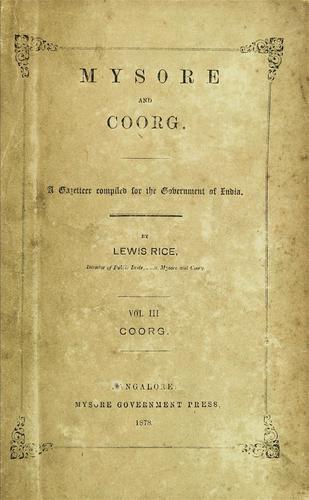 MYSORE
AND
COORG.
A Gazetteer compiled for the Government of India.
BY
LEWIS RICE,
Director of Public Mysore and Coorg
VOL III
COORG.
NGALORE
MYSORE GOVERNMENT PRESS.
1878.